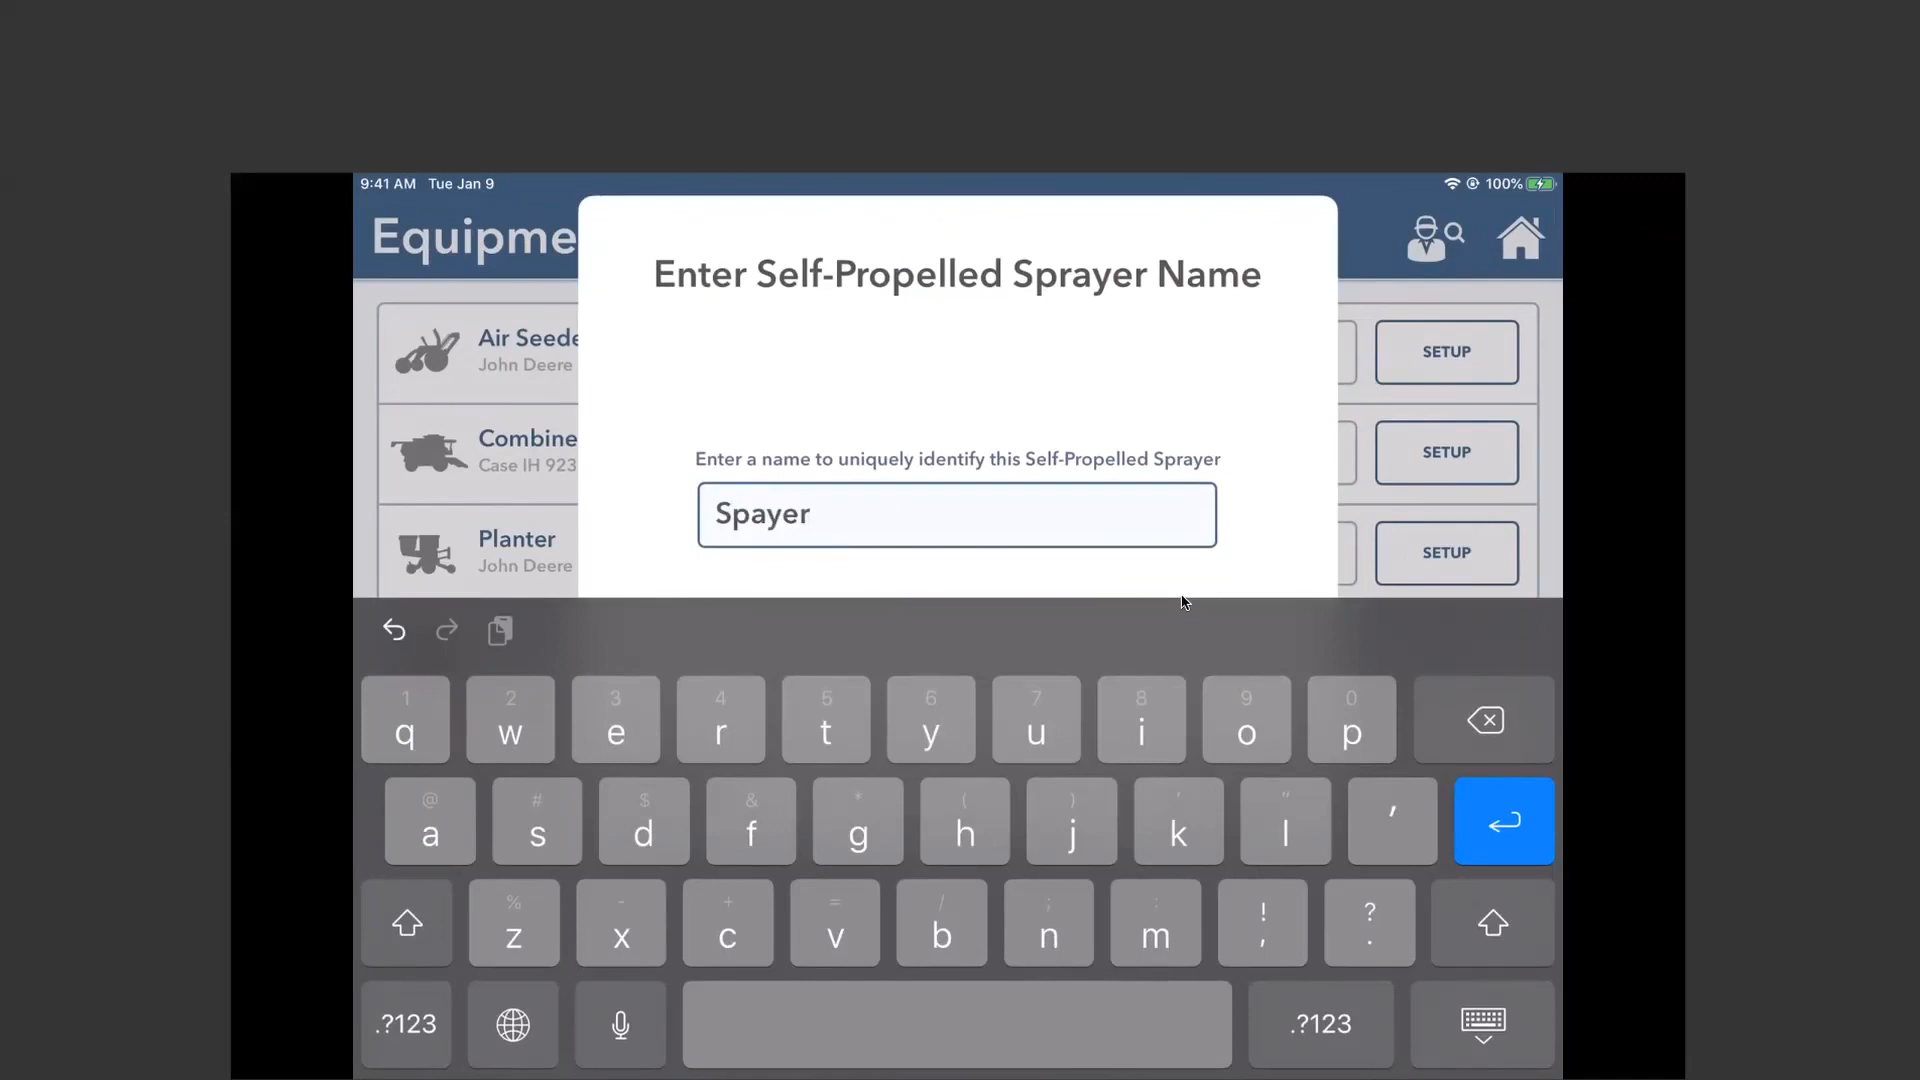 9:41 AM Tue Jan 9
100%
Equipme
Enter Self-Propelled Sprayer Name
Air Seede
John Deere
SETUP
Combine
Case IH 923
SETUP
Enter a name to uniquely identify this Self-Propelled Sprayer
Spayer
Planter
John Deere
SETUP
1 2 3 4 5 6 7 8 9 0
q w e r t y u i o p
@ # $ & * ( ) ' "
a s d f g h j k l '
% - + = / ; : ! ?
z x c v b n m , .
.?123 .?123